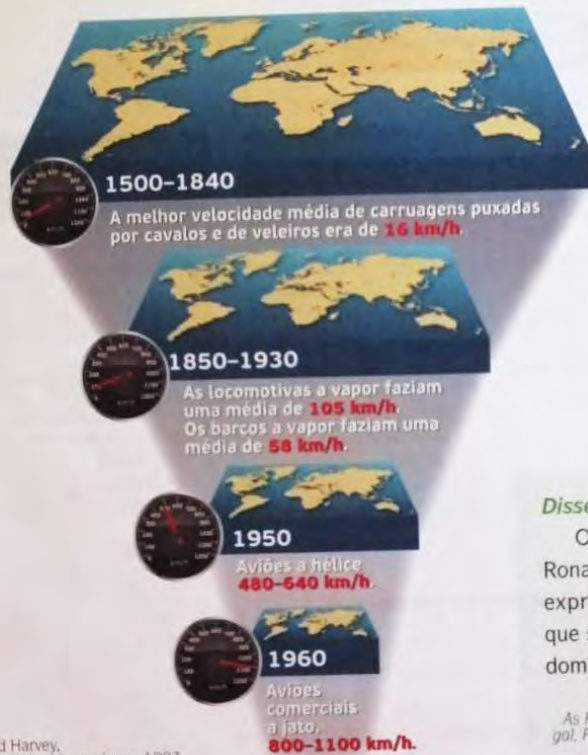 1500–1840
A melhor velocidade média de carruagens puxadas
por cavalos e de veleiros era de 16 km/h.
1850–1930
As locomotivas a vapor faziam
uma média de 105 km/h.
Os barcos a vapor faziam uma
média de 58 km/h.
1950
Aviões a hélice
480–640 km/h.
1960
Aviões
comerciais
a jato,
800–1100 km/h.
d Harvey,
Disse
O
Rona
expr
que s
dom
As
gal,